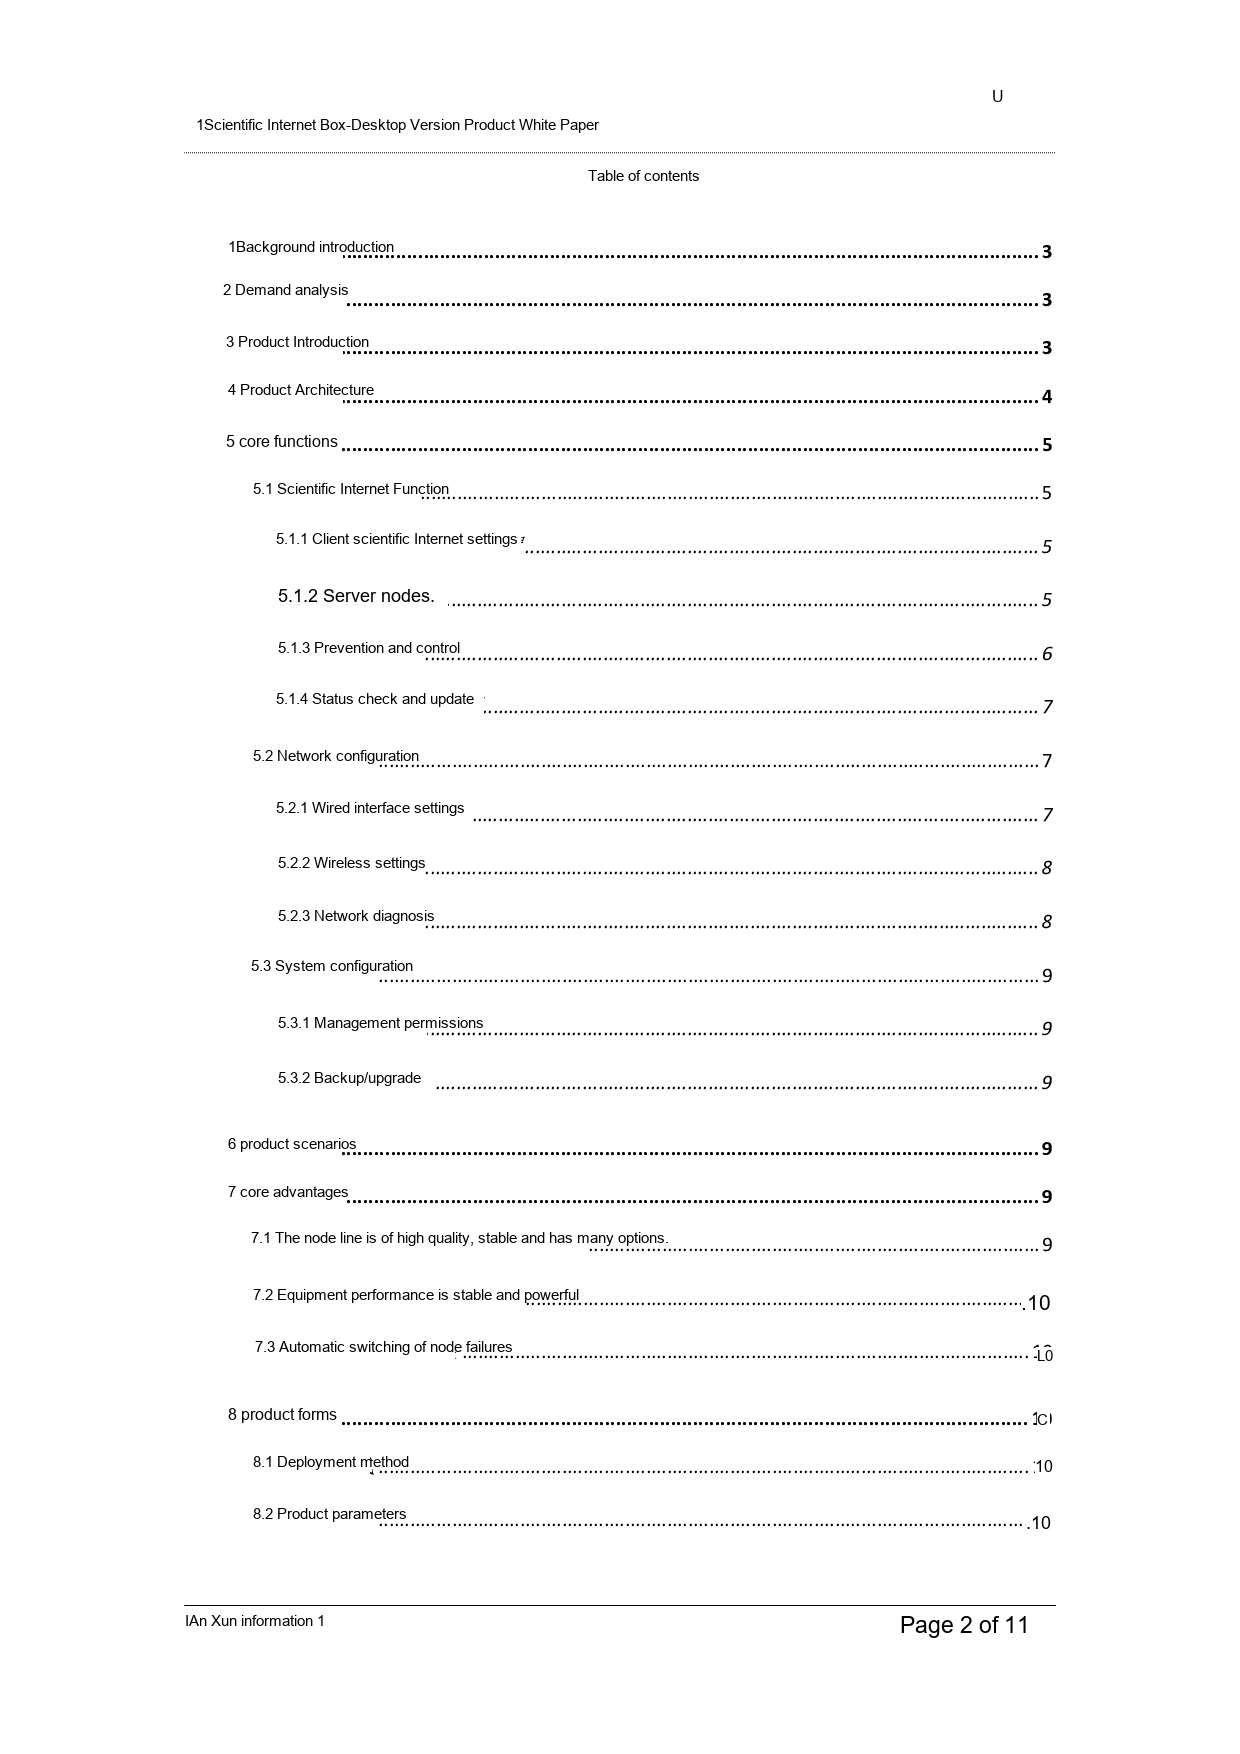 U
1Scientific Internet Box-Desktop Version Product White Paper
Table of contents
1Background introduction 3
2 Demand analysis 3
3 Product Introduction 3
4 Product Architecture 4
5 core functions 5
5.1 Scientific Internet Function 5
5.1.1 Client scientific Internet settings 5
5.1.2 Server nodes. 5
5.1.3 Prevention and control 6
5.1.4 Status check and update 7
5.2 Network configuration 7
5.2.1 Wired interface settings 7
5.2.2 Wireless settings 8
5.2.3 Network diagnosis 8
5.3 System configuration 9
5.3.1 Management permissions 9
5.3.2 Backup/upgrade 9
6 product scenarios 9
7 core advantages 9
7.1 The node line is of high quality, stable and has many options. 9
7.2 Equipment performance is stable and powerful 10
7.3 Automatic switching of node failures
8 product forms
8.1 Deployment method 10
8.2 Product parameters 10
IAn Xun information 1
Page 2 of 11